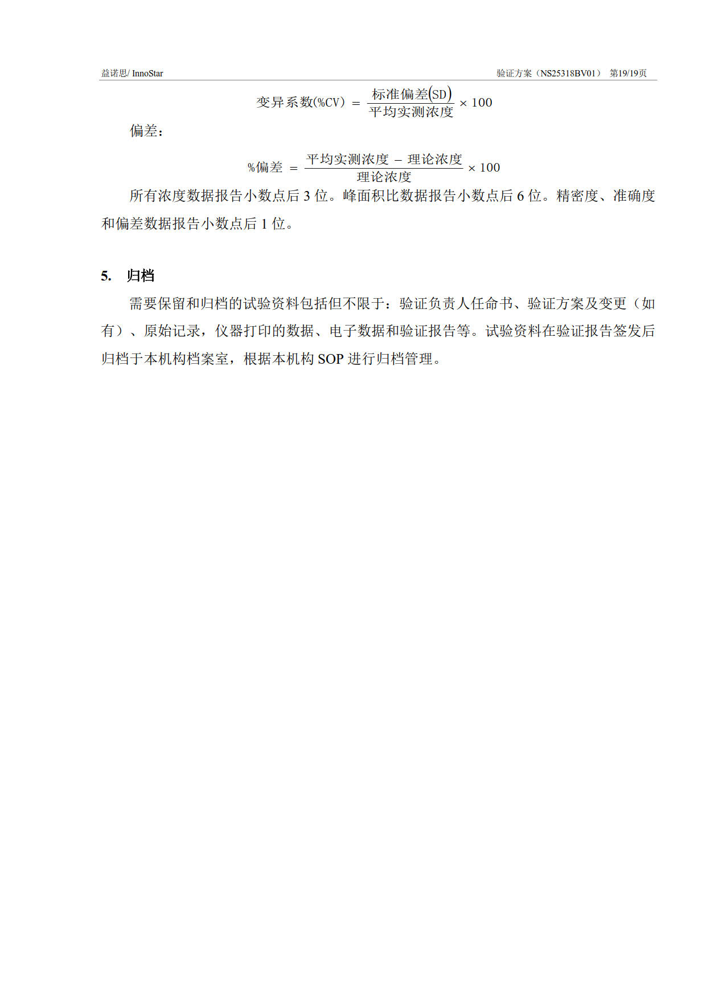 益诺思/ InnoStar 验证方案（NS25318BV01） 第19/19页
变异系数(%CV) = 标准偏差(SD) / 平均实测浓度 × 100
偏差：
%偏差 = 平均实测浓度 − 理论浓度 / 理论浓度 × 100
所有浓度数据报告小数点后 3 位。峰面积比数据报告小数点后 6 位。精密度、准确度
和偏差数据报告小数点后 1 位。
5. 归档
需要保留和归档的试验资料包括但不限于：验证负责人任命书、验证方案及变更（如
有）、原始记录，仪器打印的数据、电子数据和验证报告等。试验资料在验证报告签发后
归档于本机构档案室，根据本机构 SOP 进行归档管理。